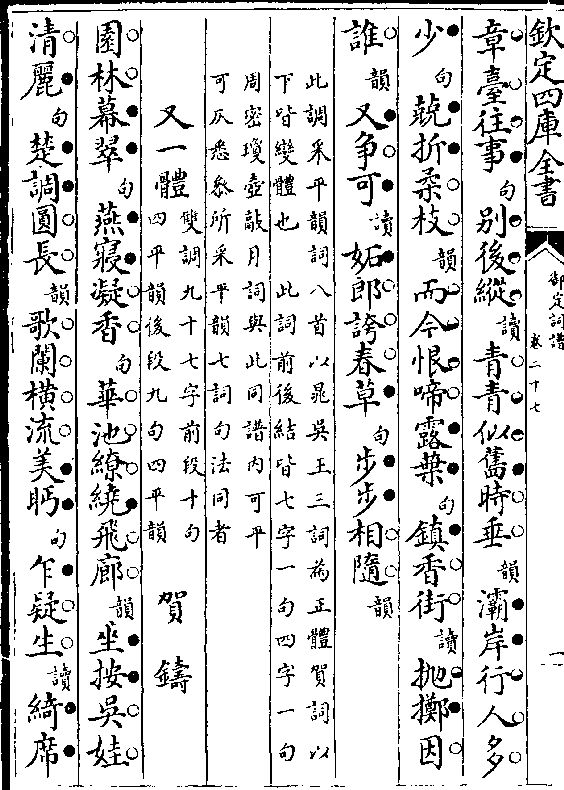 欽定四庫全書
御定詞譜
卷二十七
一
章臺往事句別後縱讀青青似舊時垂韻灞岸行人多
少句兢折柔枝韻而今恨啼露葉句鎮香街讀抛擲因
誰韻又争可讀妬郎誇春草句步步相隨韻
此調采平韻詞八首以晁吳王三詞為正體賀詞以
下皆變體也　此詞前後結皆七字一句四字一句
周密瓊壺敲月詞與此同譜内可平
可仄悉參所采平韻七詞句法同者
又一體　雙調九十七字前段十句四平韻後段九句四平韻　賀鑄
園林幕翠句燕寢凝香句華池繚繞飛廊韻坐按吳娃
清麗句楚調圓長韻歌闌橫流美眄句乍疑生讀綺席